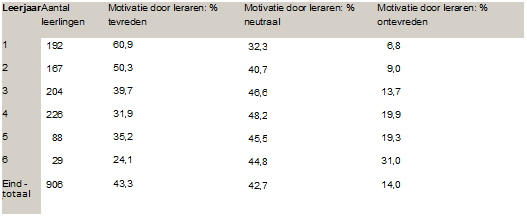 Leerjaar Aantal leerlingen Motivatie door leraren: % tevreden Motivatie door leraren: % neutraal Motivatie door leraren: % ontevreden
1 192 60,9 32,3 6,8
2 167 50,3 40,7 9,0
3 204 39,7 46,6 13,7
4 226 31,9 48,2 19,9
5 88 35,2 45,5 19,3
6 29 24,1 44,8 31,0
Eind-totaal 906 43,3 42,7 14,0